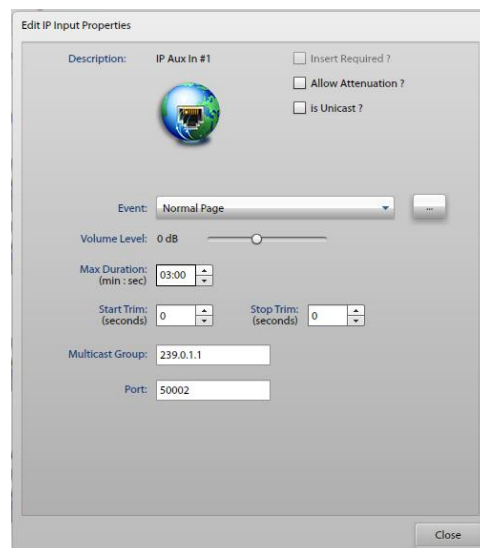 Edit IP Input Properties
Description: IP Aux In #1
Insert Required ?
Allow Attenuation ?
is Unicast ?
Event: Normal Page ...
Volume Level: 0 dB
Max Duration: (min : sec) 03:00
Start Trim: (seconds) 0 Stop Trim: (seconds) 0
Multicast Group: 239.0.1.1
Port: 50002
Close